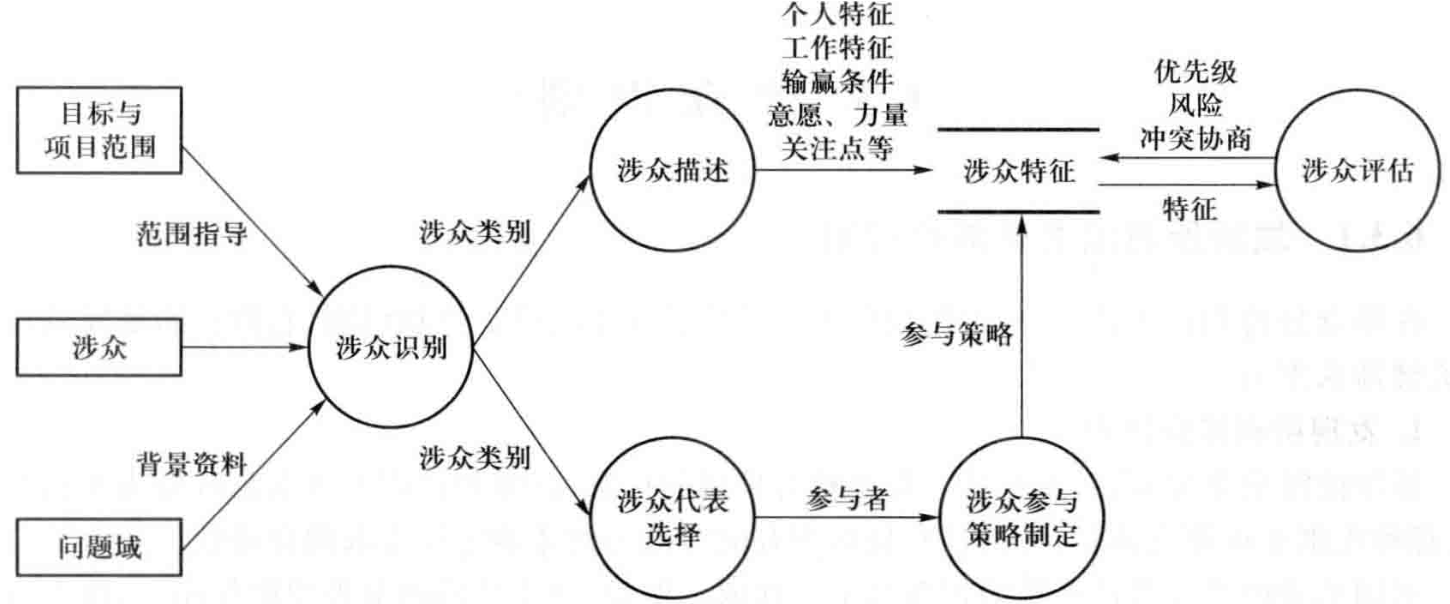 个人特征
工作特征
输赢条件
意愿、力量
关注点等
优先级
风险
冲突协商
目标与
项目范围
涉众描述
涉众特征
涉众评估
特征
范围指导
涉众类别
涉众
涉众识别
参与策略
背景资料
涉众类别
问题域
涉众代表
选择
参与者
涉众参与
策略制定